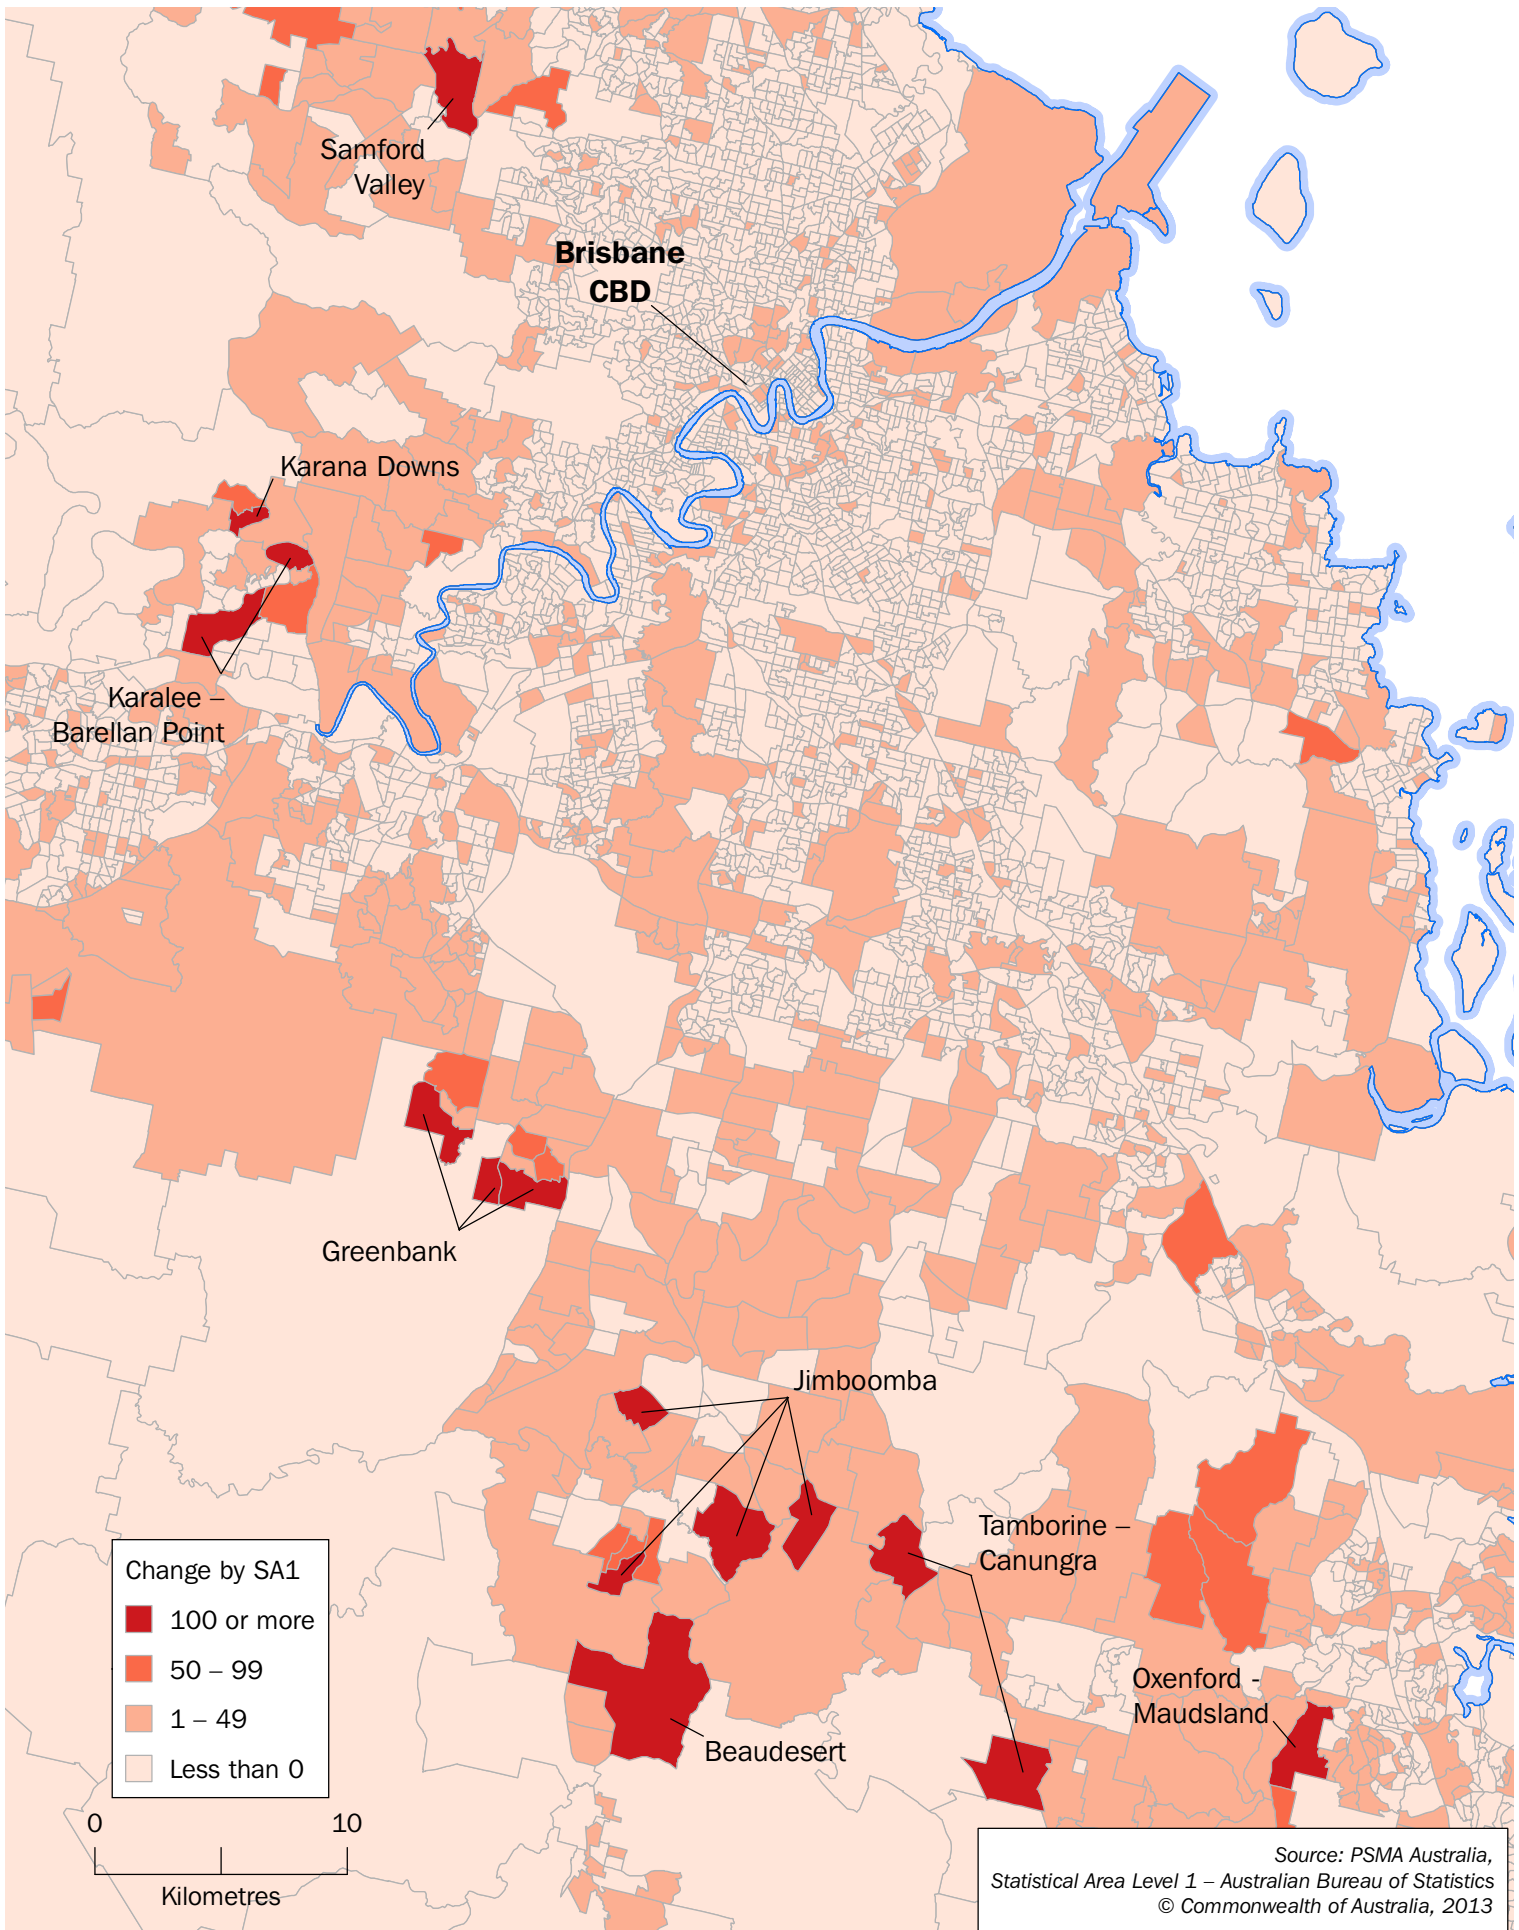 Samford
Valley
Brisbane
CBD
Karana Downs
Karalee –
Barellan Point
Greenbank
Jimboomba
Tamborine –
Canungra
Oxenford -
Maudsland
Beaudesert
Change by SA1
100 or more
50 – 99
1 – 49
Less than 0
0 10
Kilometres
Source: PSMA Australia,
Statistical Area Level 1 – Australian Bureau of Statistics
© Commonwealth of Australia, 2013